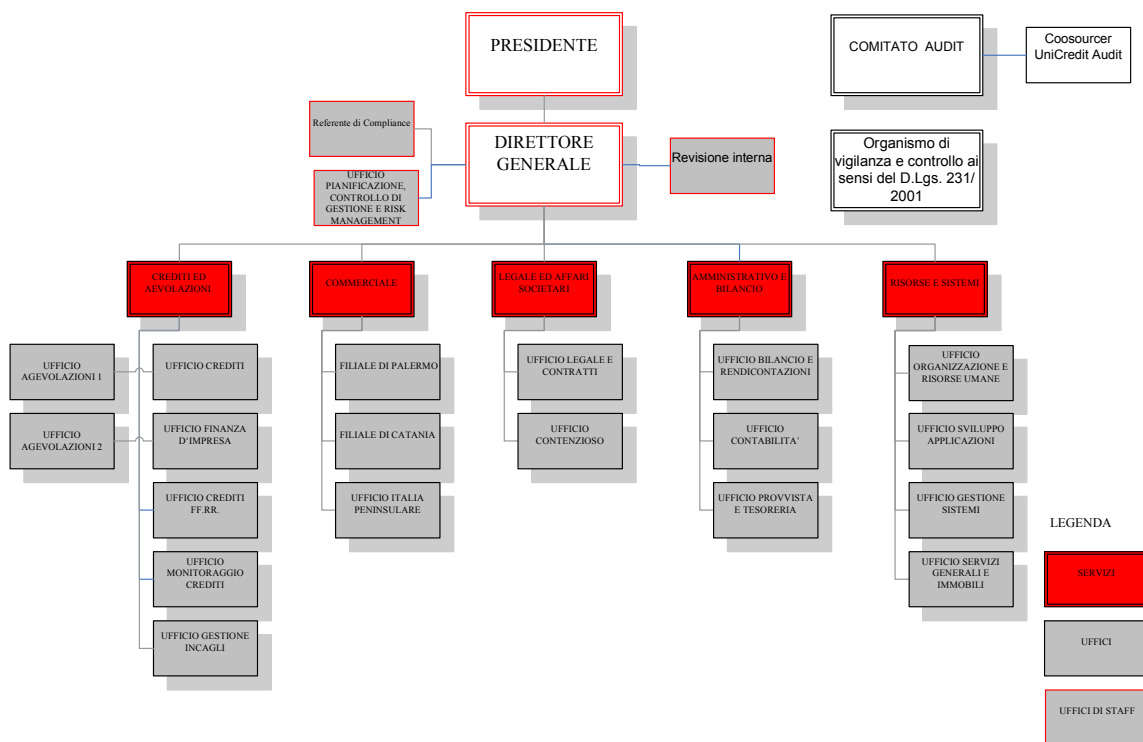 PRESIDENTE
COMITATO AUDIT
Coosourcer
UniCredit Audit
Referente di Compliance
DIRETTORE
GENERALE
Revisione interna
Organismo di
vigilanza e controllo ai
sensi del D.Lgs. 231/
2001
UFFICIO
PIANIFICAZIONE,
CONTROLLO DI
GESTIONE E RISK
MANAGEMENT
CREDITI ED
AEVOLAZIONI
COMMERCIALE
LEGALE ED AFFARI
SOCIETARI
AMMINISTRATIVO E
BILANCIO
RISORSE E SISTEMI
UFFICIO
AGEVOLAZIONI 1
UFFICIO CREDITI
FILIALE DI PALERMO
UFFICIO LEGALE E
CONTRATTI
UFFICIO BILANCIO E
RENDICONTAZIONI
UFFICIO
ORGANIZZAZIONE E
RISORSE UMANE
UFFICIO
AGEVOLAZIONI 2
UFFICIO FINANZA
D'IMPRESA
FILIALE DI CATANIA
UFFICIO
CONTENZIOSO
UFFICIO
CONTABILITA'
UFFICIO SVILUPPO
APPLICAZIONI
UFFICIO CREDITI
FF.RR.
UFFICIO ITALIA
PENINSULARE
UFFICIO PROVVISTA
E TESORERIA
UFFICIO GESTIONE
SISTEMI
UFFICIO
MONITORAGGIO
CREDITI
UFFICIO SERVIZI
GENERALI E
IMMOBILI
UFFICIO GESTIONE
INCAGLI
LEGENDA
SERVIZI
UFFICI
UFFICI DI STAFF